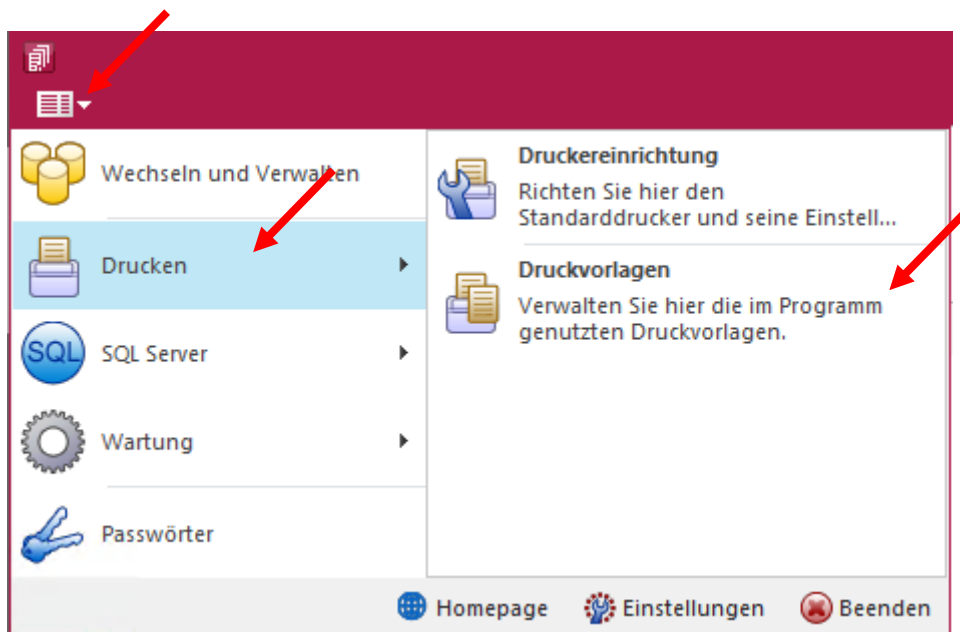 Wechseln und Verwalten
Drucken
SQL
SQL Server
Wartung
Passwörter
Druckereinrichtung
Richten Sie hier den
Standarddrucker und seine Einstell...
Druckvorlagen
Verwalten Sie hier die im Programm
genutzten Druckvorlagen.
Homepage
Einstellungen
Beenden